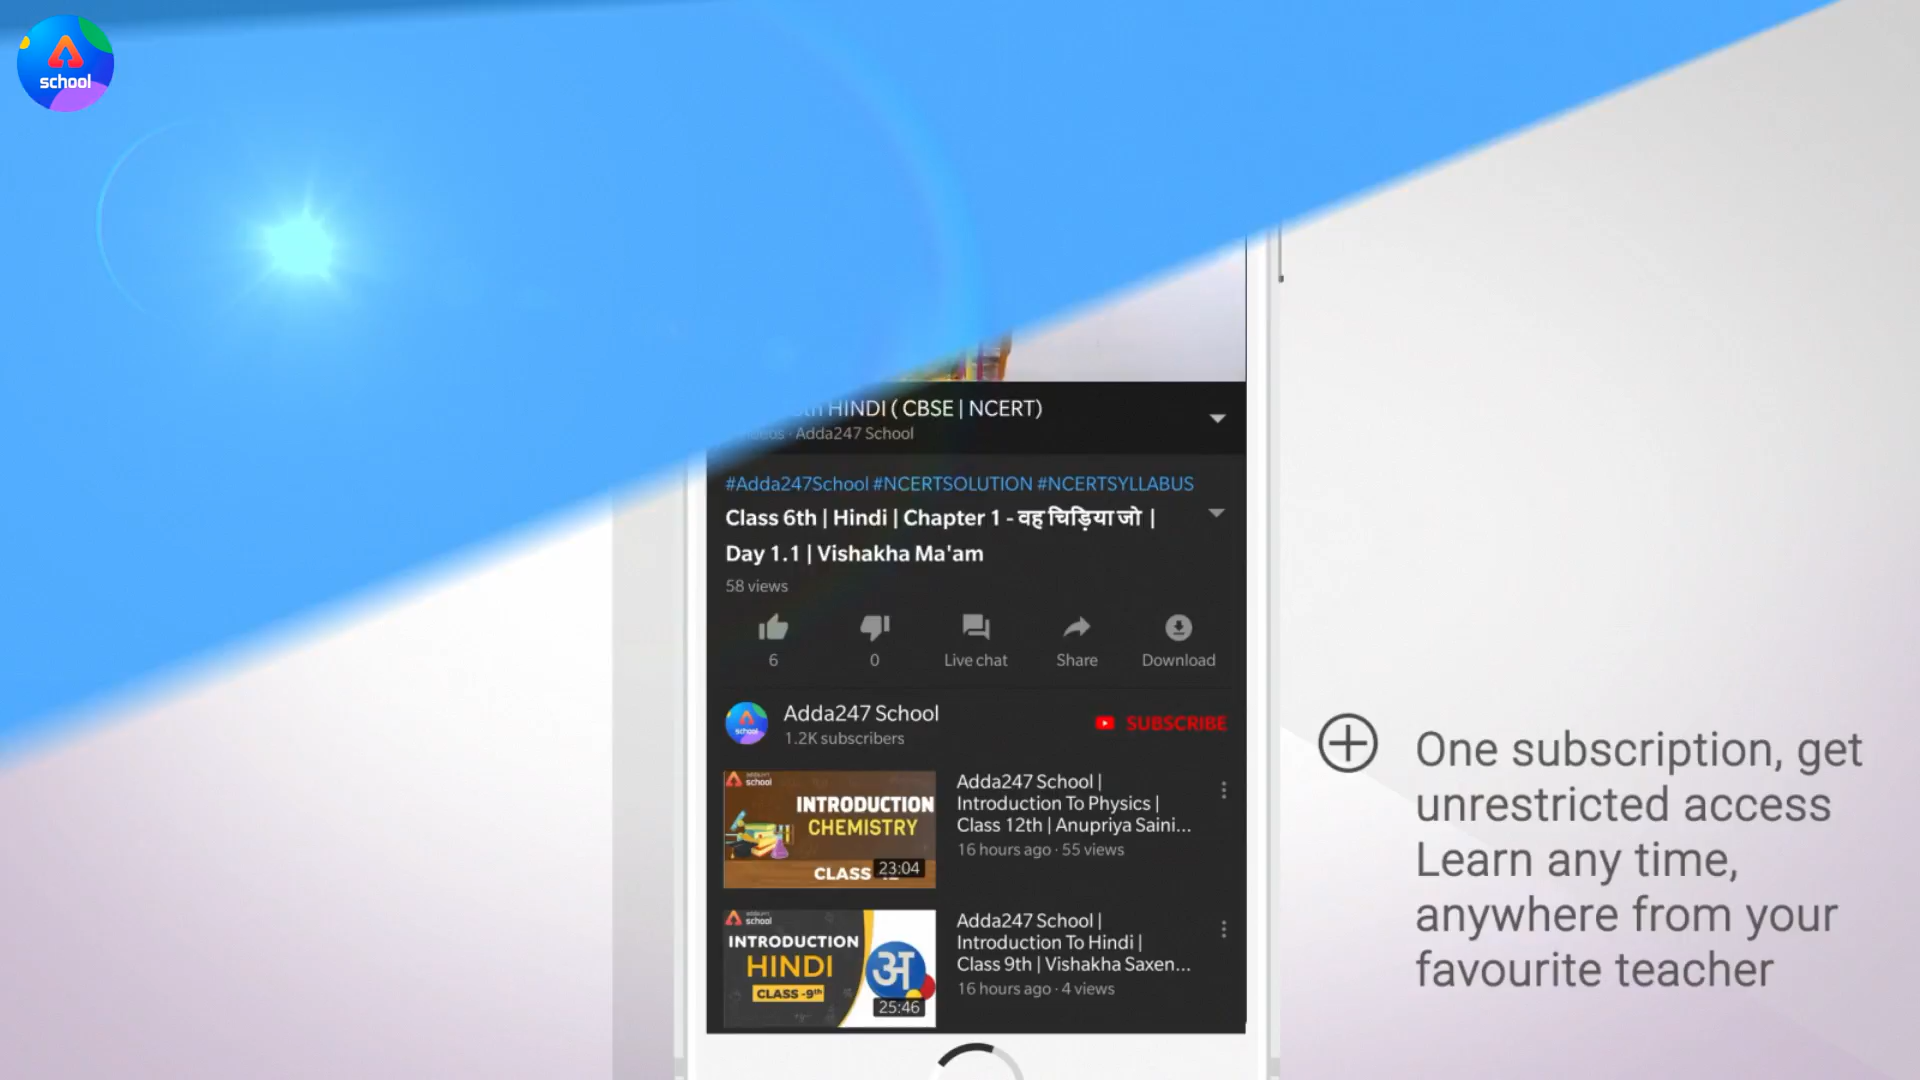 school
HINDI ( CBSE | NCERT)
· Adda247 School
#Adda247School #NCERTSOLUTION #NCERTSYLLABUS
Class 6th | Hindi | Chapter 1 - वह चिड़िया जो |
Day 1.1 | Vishakha Ma'am
58 views
6
0
Live chat
Share
Download
school
Adda247 School
1.2K subscribers
SUBSCRIBE
school
INTRODUCTION
CHEMISTRY
CLASS
23:04
Adda247 School |
Introduction To Physics |
Class 12th | Anupriya Saini...
16 hours ago · 55 views
school
INTRODUCTION
HINDI
CLASS -9th
अ
25:46
Adda247 School |
Introduction To Hindi |
Class 9th | Vishakha Saxen...
16 hours ago · 4 views
One subscription, get
unrestricted access
Learn any time,
anywhere from your
favourite teacher